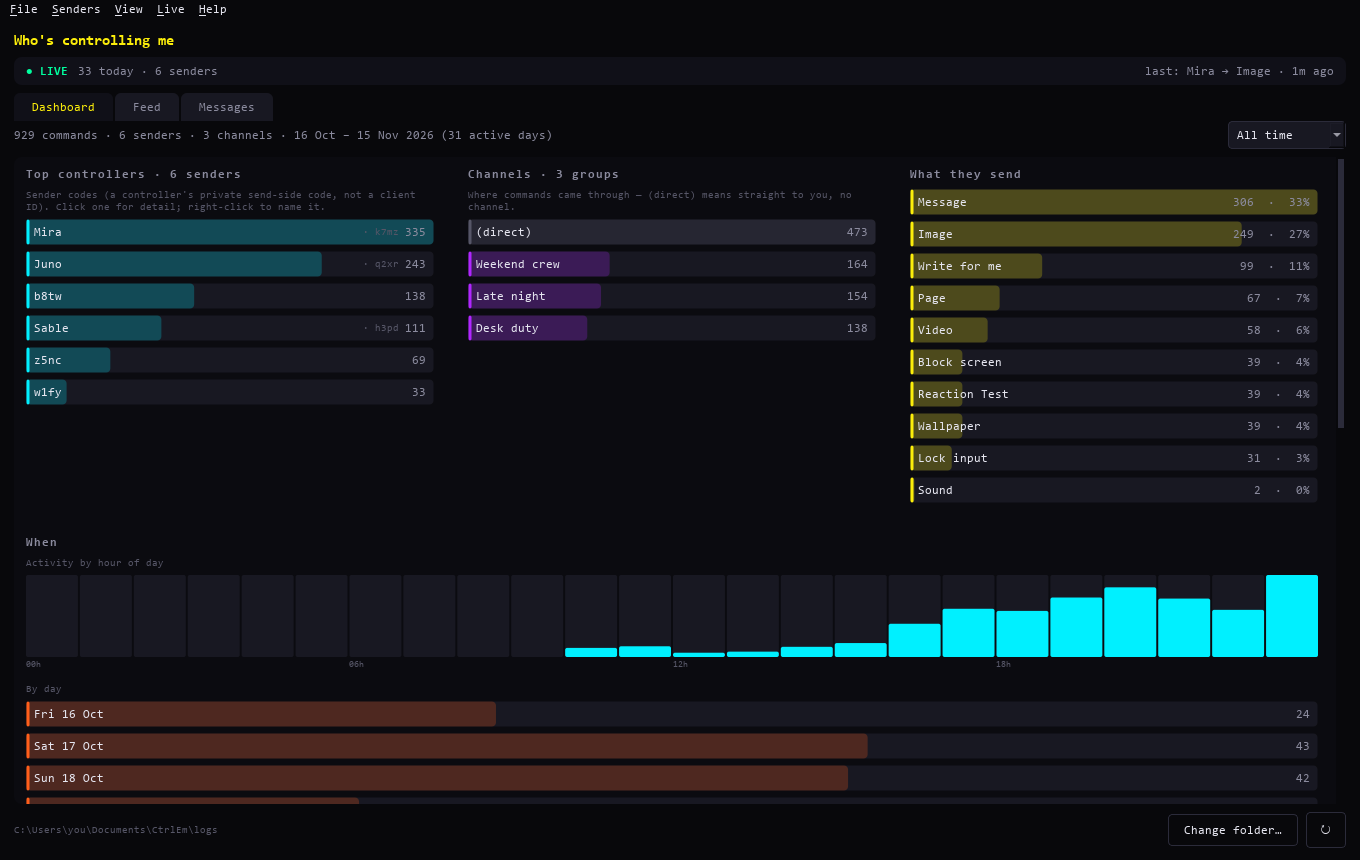 File Senders View Live Help
Who's controlling me
● LIVE 33 today · 6 senders
last: Mira → Image · 1m ago
Dashboard Feed Messages
929 commands · 6 senders · 3 channels · 16 Oct – 15 Nov 2026 (31 active days)
All time
Top controllers · 6 senders
Sender codes (a controller's private send-side code, not a client
ID). Click one for detail; right-click to name it.
Mira · k7mz 335
Juno · q2xr 243
b8tw 138
Sable · h3pd 111
z5nc 69
w1fy 33
Channels · 3 groups
Where commands came through — (direct) means straight to you, no
channel.
(direct) 473
Weekend crew 164
Late night 154
Desk duty 138
What they send
Message 306 · 33%
Image 249 · 27%
Write for me 99 · 11%
Page 67 · 7%
Video 58 · 6%
Block screen 39 · 4%
Reaction Test 39 · 4%
Wallpaper 39 · 4%
Lock input 31 · 3%
Sound 2 · 0%
When
Activity by hour of day
00h 06h 12h 18h
By day
Fri 16 Oct 24
Sat 17 Oct 43
Sun 18 Oct 42
C:\Users\you\Documents\CtrlEm\logs
Change folder… ↻